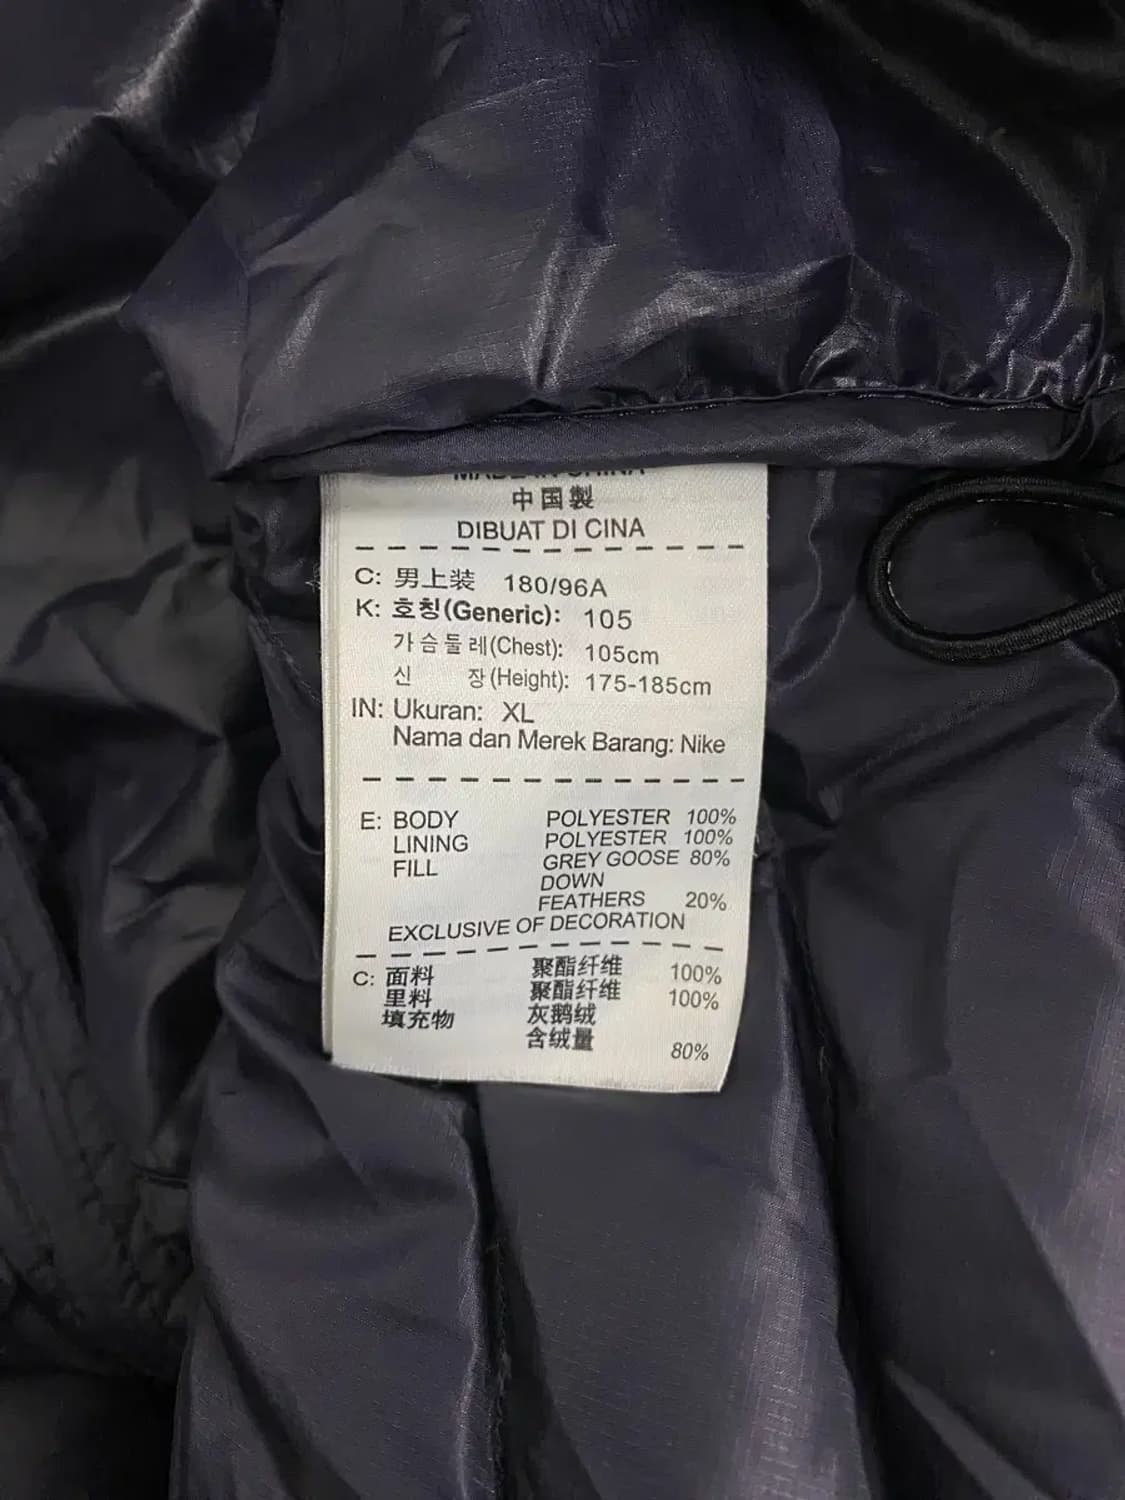 MADE IN CHINA
中国製
DIBUAT DI CINA
C: 男上装 180/96A
K: 호칭(Generic): 105
가슴둘레(Chest): 105cm
신 장(Height): 175-185cm
IN: Ukuran: XL
Nama dan Merek Barang: Nike
E: BODY POLYESTER 100%
LINING POLYESTER 100%
FILL GREY GOOSE 80%
DOWN
FEATHERS 20%
EXCLUSIVE OF DECORATION
C: 面料 聚酯纤维 100%
里料 聚酯纤维 100%
填充物 灰鹅绒
含绒量 80%